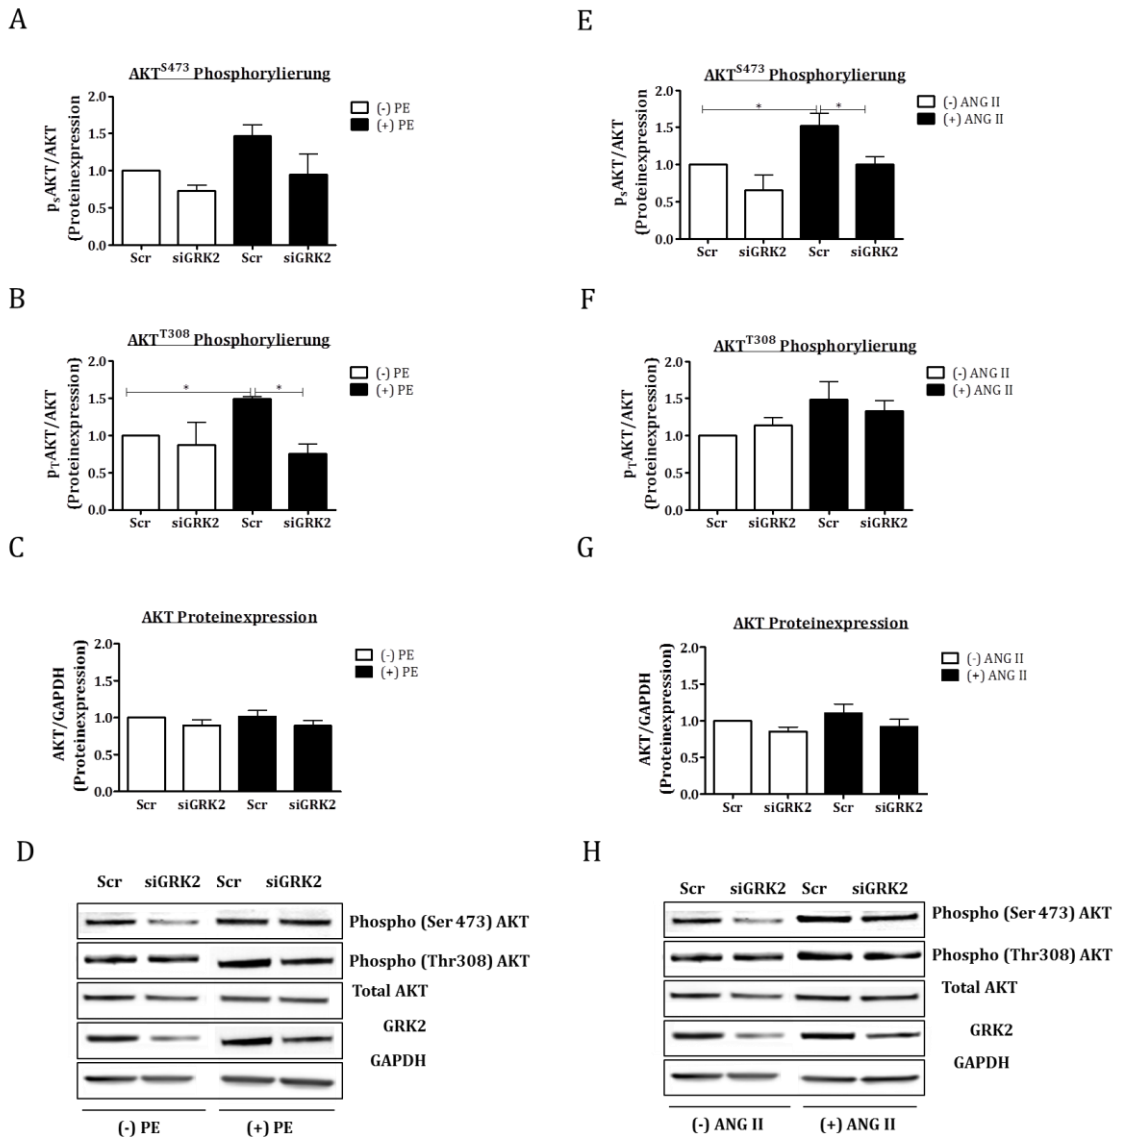 A
AKT^S473 Phosphorylierung
2.0
1.5
1.0
0.5
0.0
p_sAKT/AKT
(Proteinexpression)
(-) PE
(+) PE
Scr siGRK2 Scr siGRK2
B
AKT^T308 Phosphorylierung
2.0
1.5
1.0
0.5
0.0
p_TAKT/AKT
(Proteinexpression)
* *
(-) PE
(+) PE
Scr siGRK2 Scr siGRK2
C
AKT Proteinexpression
2.0
1.5
1.0
0.5
0.0
AKT/GAPDH
(Proteinexpression)
(-) PE
(+) PE
Scr siGRK2 Scr siGRK2
D
Scr siGRK2 Scr siGRK2
Phospho (Ser 473) AKT
Phospho (Thr308) AKT
Total AKT
GRK2
GAPDH
(-) PE (+) PE
E
AKT^S473 Phosphorylierung
2.0
1.5
1.0
0.5
0.0
p_sAKT/AKT
(Proteinexpression)
* *
(-) ANG II
(+) ANG II
Scr siGRK2 Scr siGRK2
F
AKT^T308 Phosphorylierung
2.0
1.5
1.0
0.5
0.0
p_TAKT/AKT
(Proteinexpression)
(-) ANG II
(+) ANG II
Scr siGRK2 Scr siGRK2
G
AKT Proteinexpression
2.0
1.5
1.0
0.5
0.0
AKT/GAPDH
(Proteinexpression)
(-) ANG II
(+) ANG II
Scr siGRK2 Scr siGRK2
H
Scr siGRK2 Scr siGRK2
Phospho (Ser 473) AKT
Phospho (Thr308) AKT
Total AKT
GRK2
GAPDH
(-) ANG II (+) ANG II